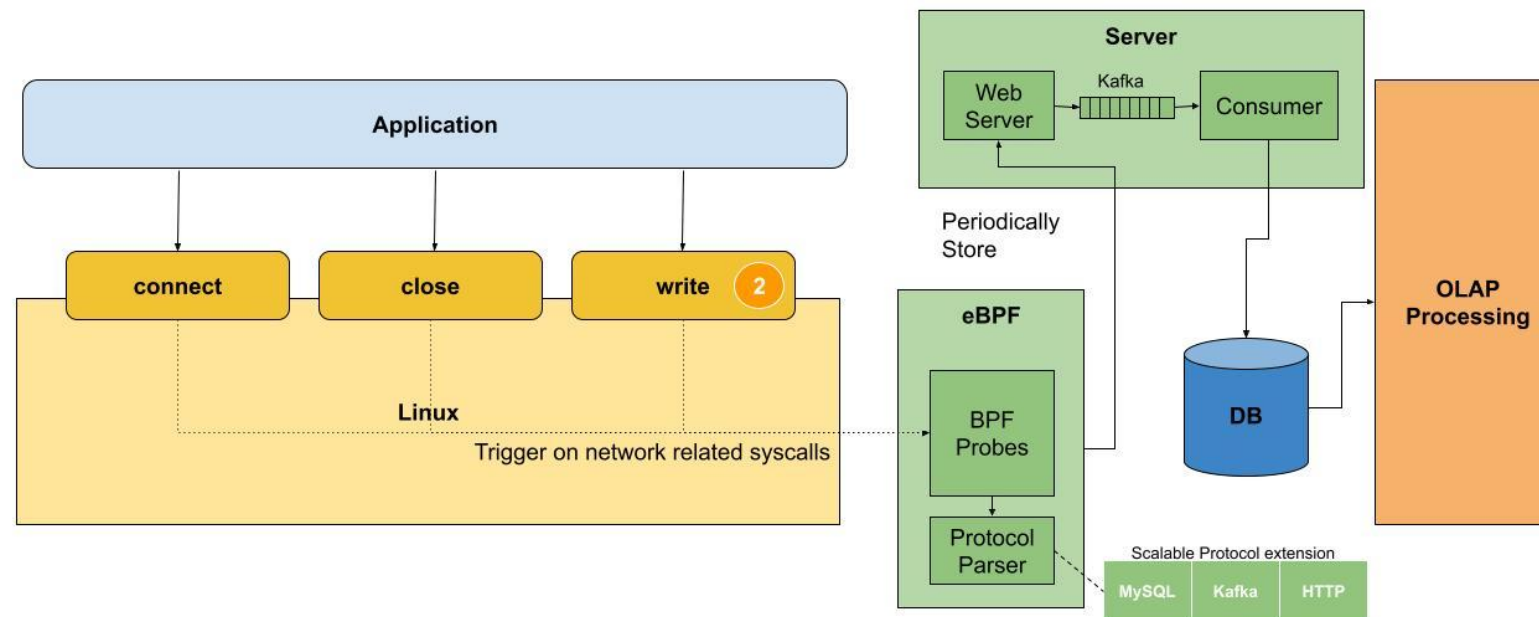 Application
connect
close
write
2
Linux
Trigger on network related syscalls
Server
Web
Server
Kafka
Consumer
Periodically
Store
eBPF
BPF
Probes
Protocol
Parser
DB
Scalable Protocol extension
MySQL
Kafka
HTTP
OLAP
Processing